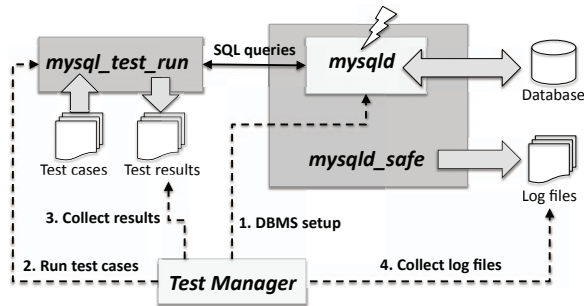 SQL queries
mysql_test_run
mysqld
Database
mysqld_safe
Test cases
Test results
Log files
3. Collect results
1. DBMS setup
2. Run test cases
4. Collect log files
Test Manager